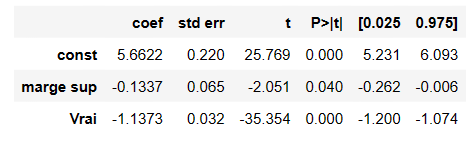 coef std err t P>|t| [0.025 0.975]
const 5.6622 0.220 25.769 0.000 5.231 6.093
marge sup -0.1337 0.065 -2.051 0.040 -0.262 -0.006
Vrai -1.1373 0.032 -35.354 0.000 -1.200 -1.074